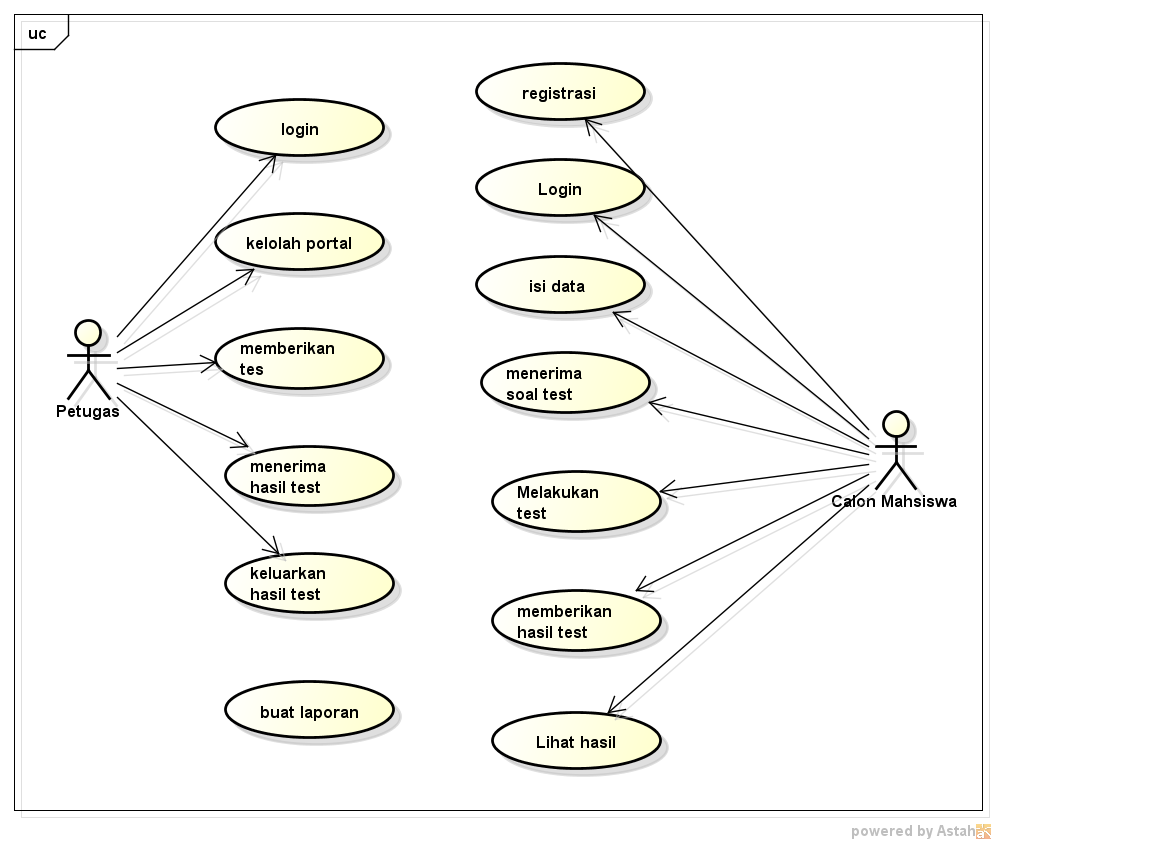 uc
login
kelolah portal
memberikan
tes
menerima
hasil test
keluarkan
hasil test
buat laporan
Petugas
registrasi
Login
isi data
menerima
soal test
Melakukan
test
memberikan
hasil test
Lihat hasil
Calon Mahsiswa
powered by Astah